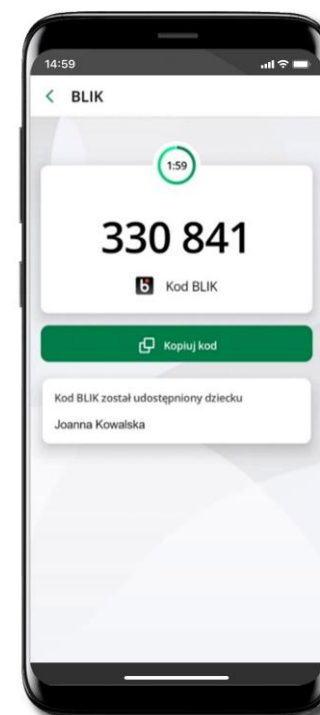 14:59
BLIK
1:59
330 841
Kod BLIK
Kopiuj kod
Kod BLIK został udostępniony dziecku
Joanna Kowalska